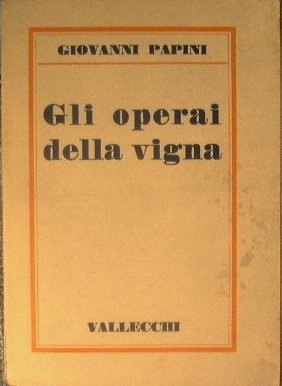 GIOVANNI PAPINI
Gli operai
della vigna
VALLECCHI